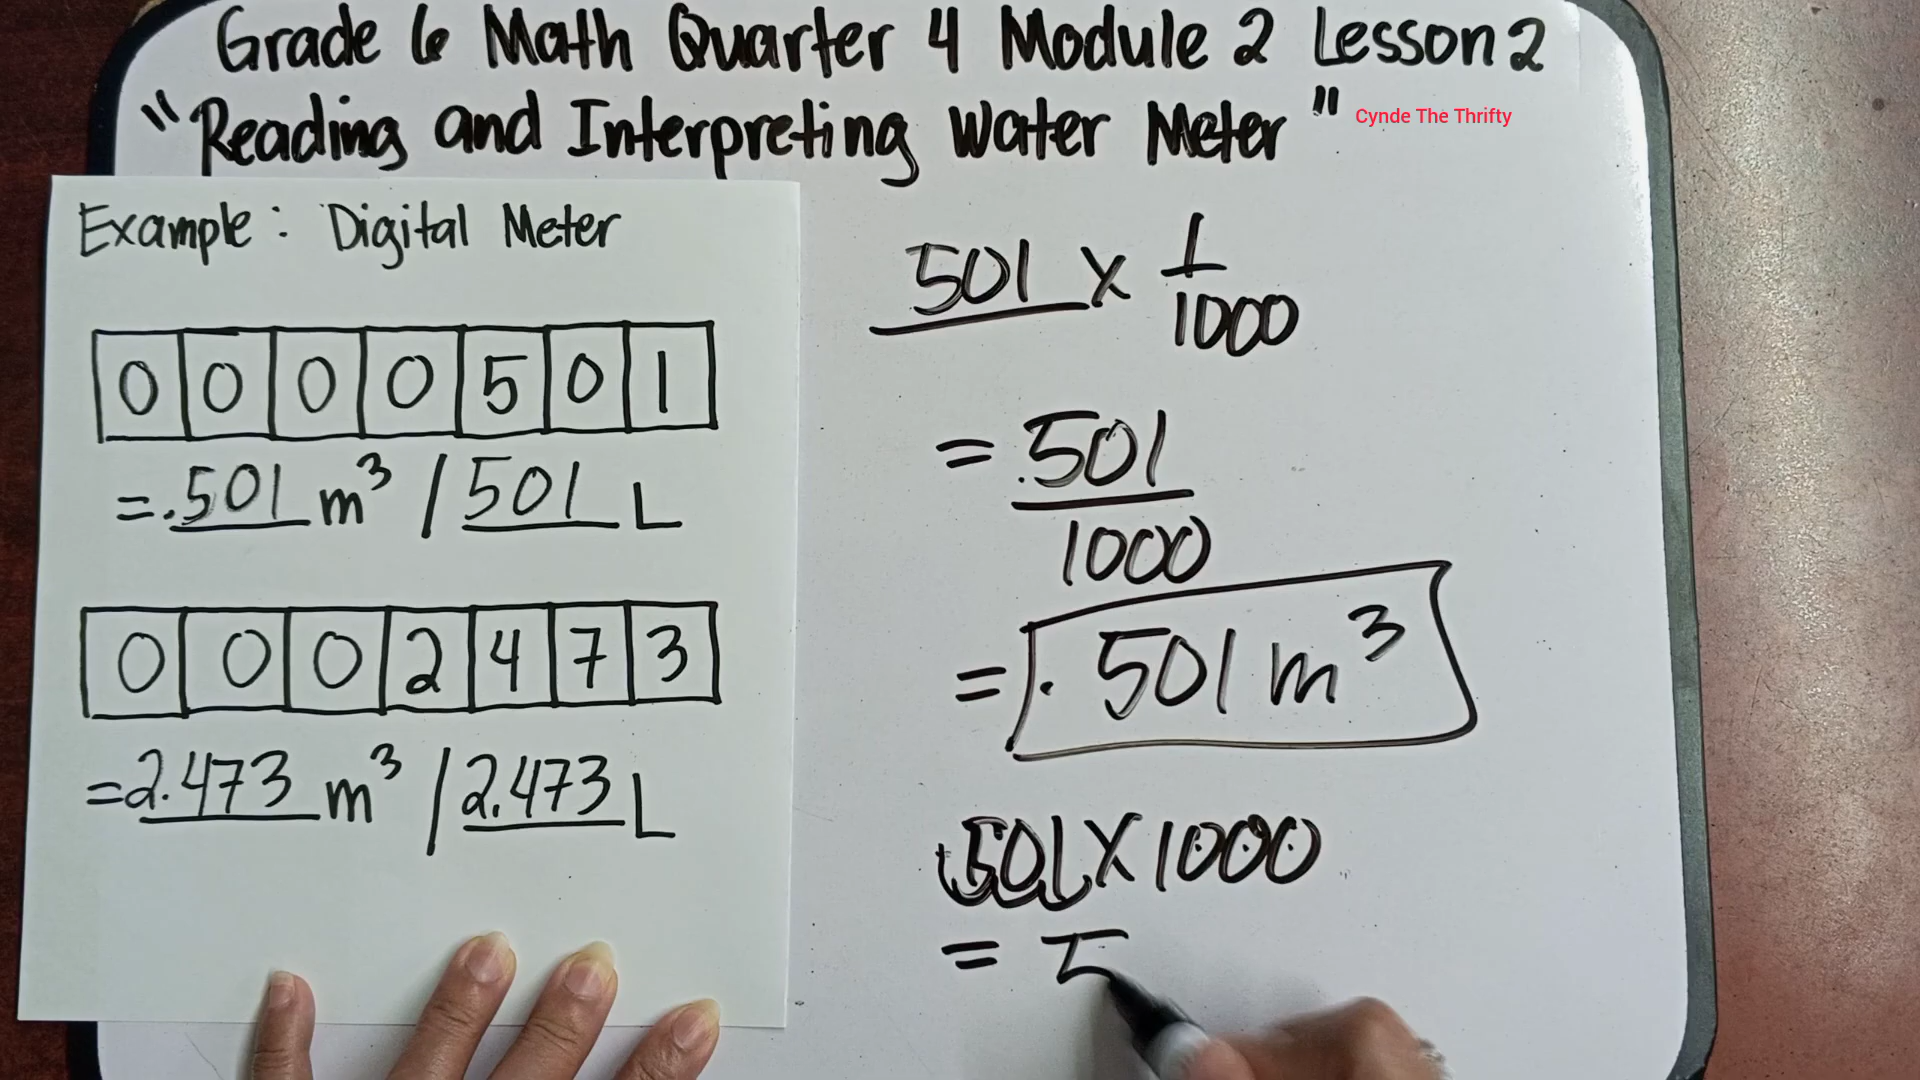 Grade 6 Math Quarter 4 Module 2 Lesson 2
"Reading and Interpreting Water Meter"
Cynde The Thrifty
Example: Digital Meter
0 0 0 0 5 0 1
= .501 m³ / 501 L
0 0 0 2 4 7 3
= 2.473 m³ / 2,473 L
501 x 1
1000
= .501
1000
= .501 m³
.501 x 1000
= 5